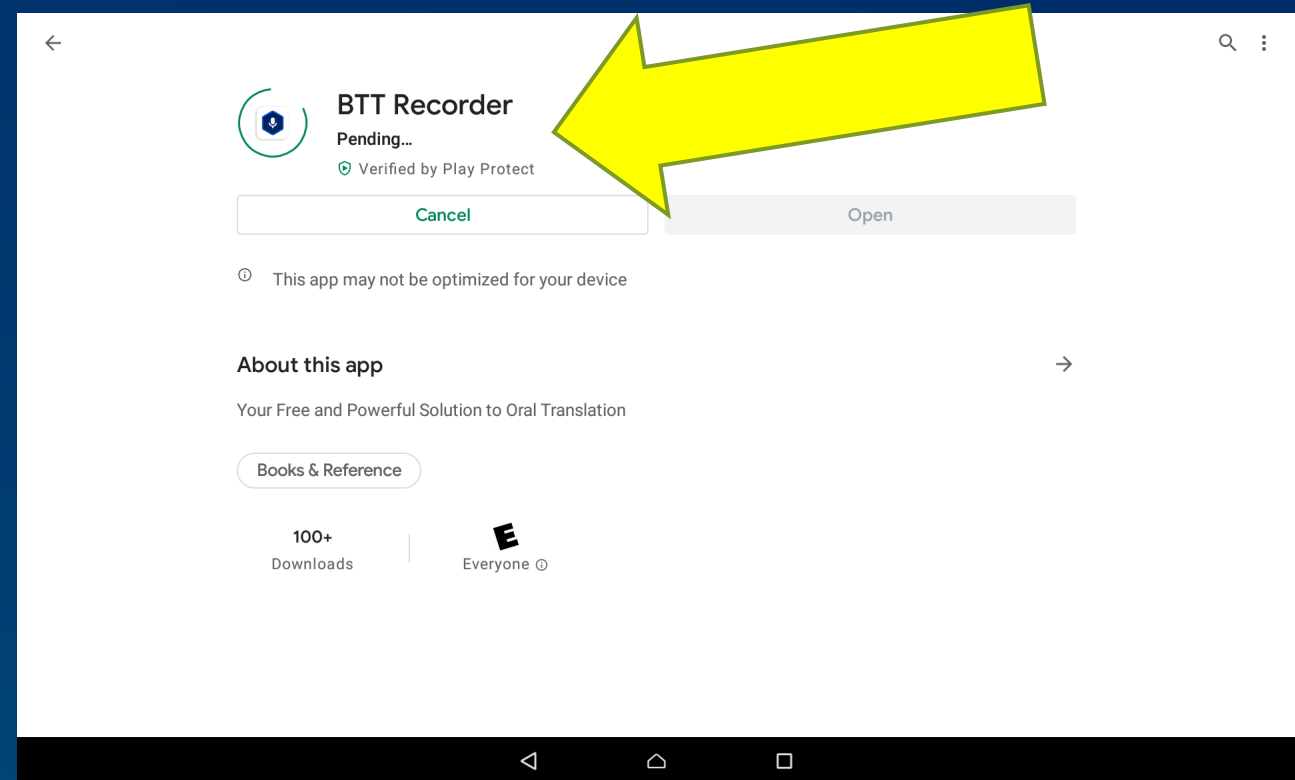 BTT Recorder
Pending...
Verified by Play Protect
Cancel
Open
This app may not be optimized for your device
About this app
Your Free and Powerful Solution to Oral Translation
Books & Reference
100+
Downloads
E
Everyone